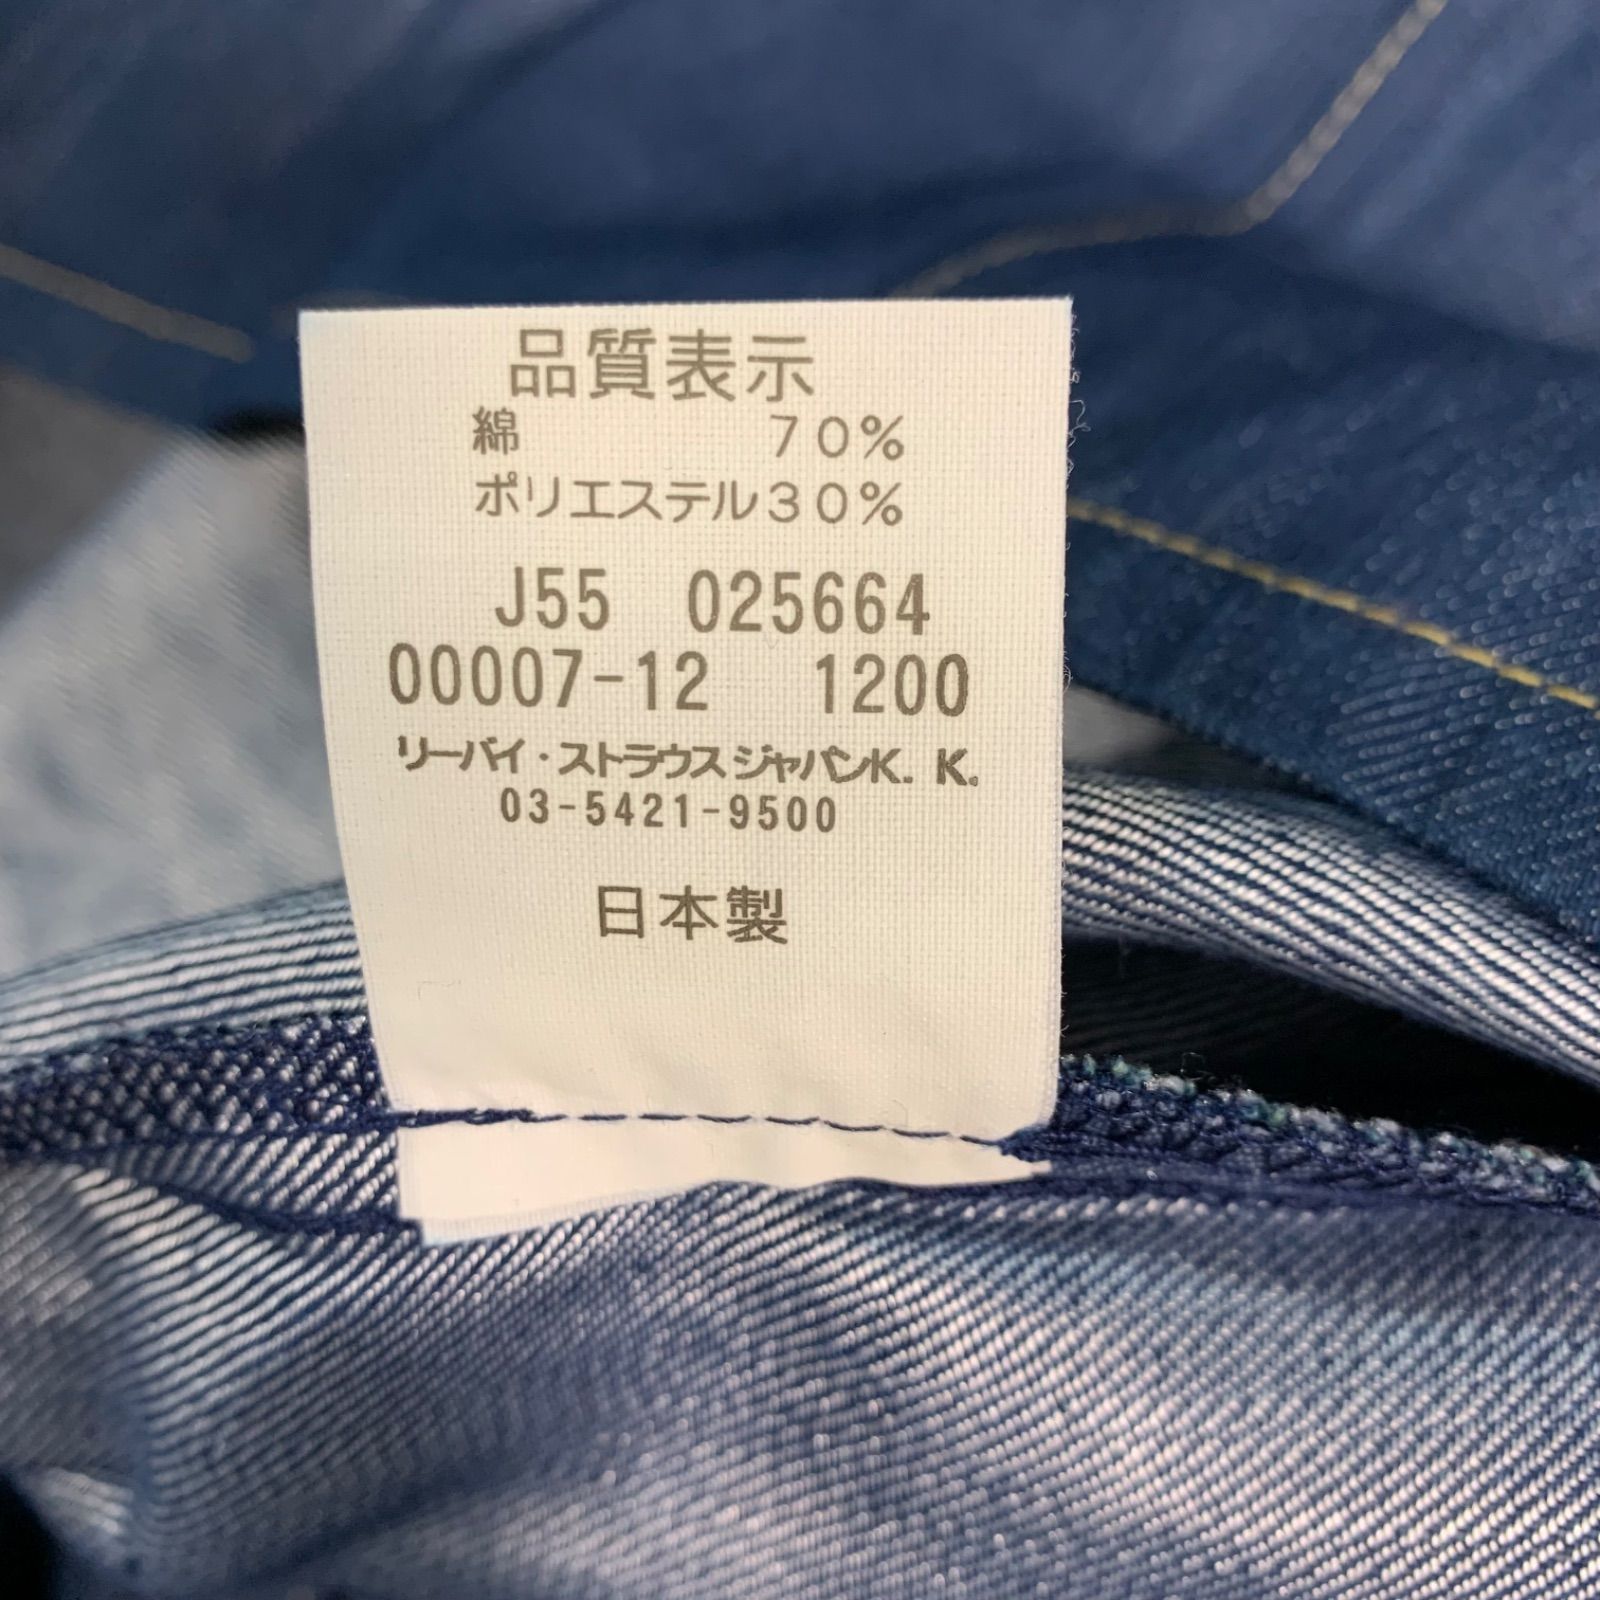 品質表示
綿 70%
ポリエステル30%
J55 025664
00007-12 1200
リーバイ・ストラウスジャパンK. K.
03-5421-9500
日本製